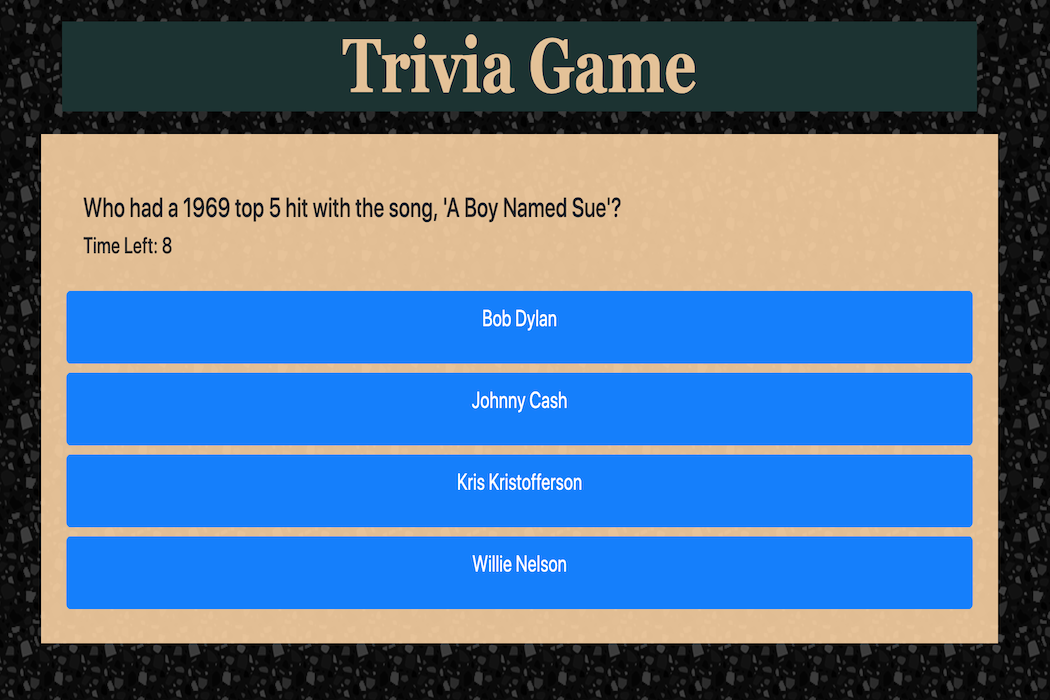 Trivia Game
Who had a 1969 top 5 hit with the song, 'A Boy Named Sue'?
Time Left: 8
Bob Dylan
Johnny Cash
Kris Kristofferson
Willie Nelson